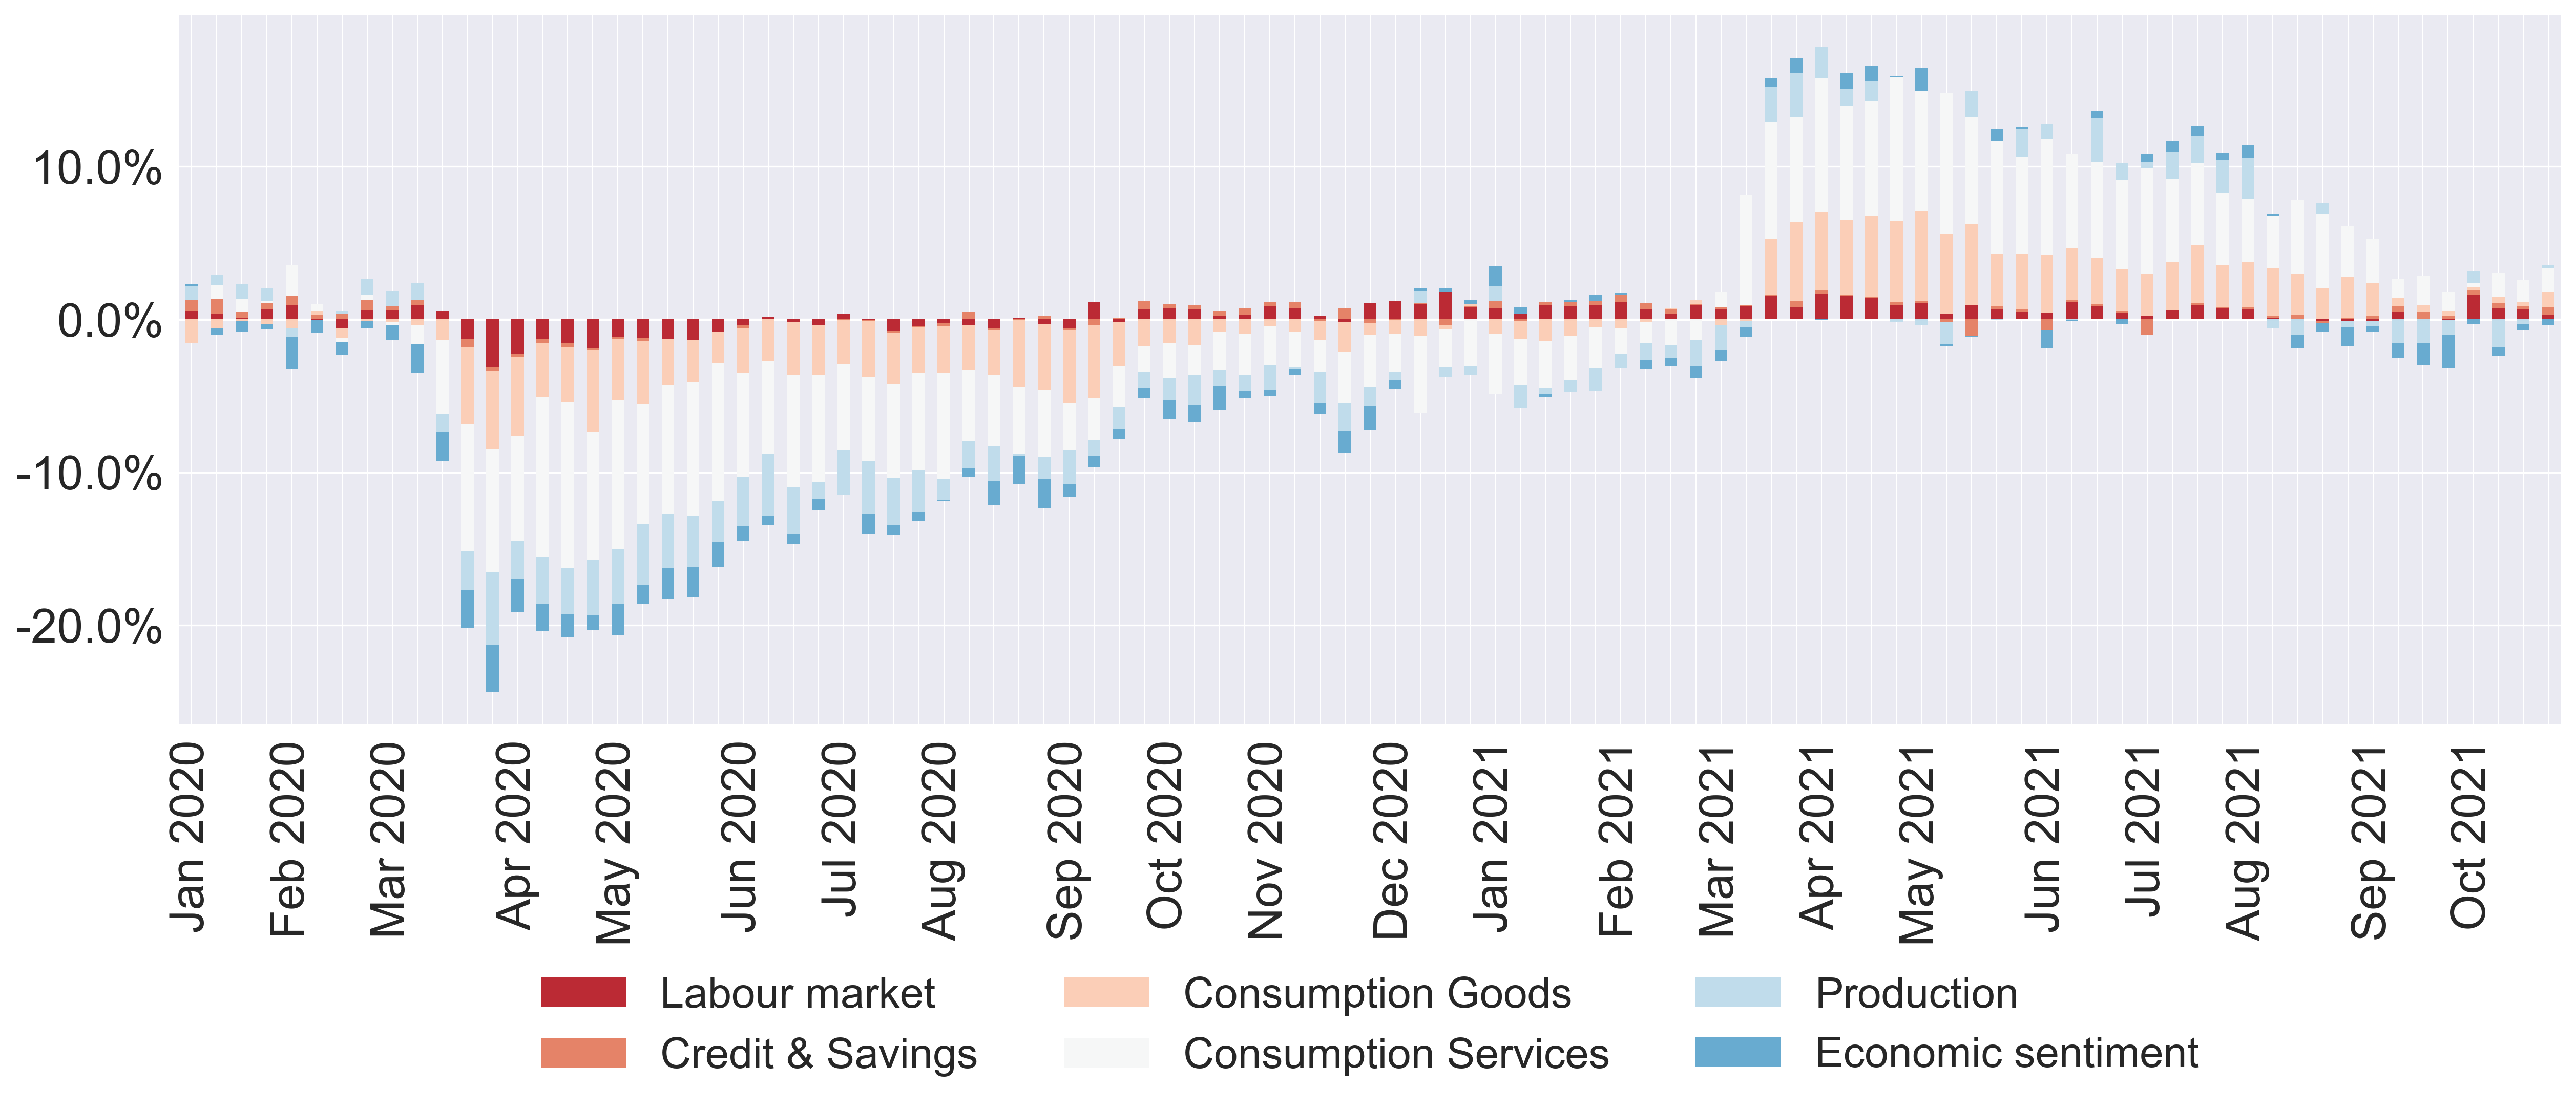 10.0%
0.0%
-10.0%
-20.0%
Jan 2020
Feb 2020
Mar 2020
Apr 2020
May 2020
Jun 2020
Jul 2020
Aug 2020
Sep 2020
Oct 2020
Nov 2020
Dec 2020
Jan 2021
Feb 2021
Mar 2021
Apr 2021
May 2021
Jun 2021
Jul 2021
Aug 2021
Sep 2021
Oct 2021
Labour market
Credit & Savings
Consumption Goods
Consumption Services
Production
Economic sentiment